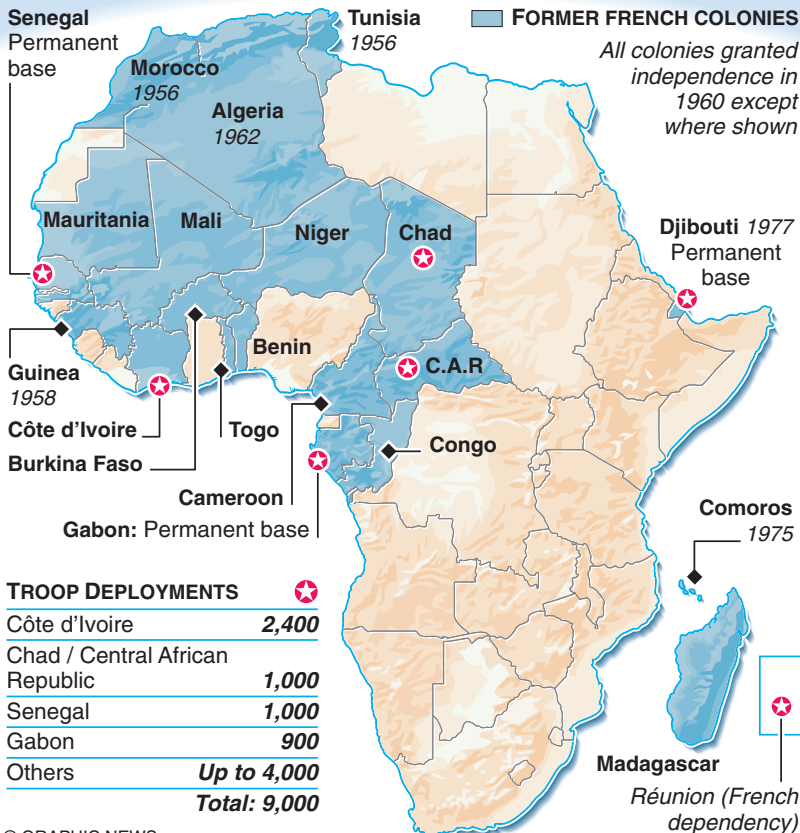 Senegal
Permanent
base
Tunisia
1956
FORMER FRENCH COLONIES
All colonies granted
independence in
1960 except
where shown
Morocco
1956
Algeria
1962
Mauritania
Mali
Niger
Chad
Djibouti 1977
Permanent
base
Benin
C.A.R
Guinea
1958
Côte d’Ivoire
Togo
Burkina Faso
Congo
Cameroon
Gabon: Permanent base
Comoros
1975
TROOP DEPLOYMENTS
Côte d’Ivoire 2,400
Chad / Central African
Republic 1,000
Senegal 1,000
Gabon 900
Others Up to 4,000
Total: 9,000
Madagascar
Réunion (French
dependency)
© GRAPHIC NEWS